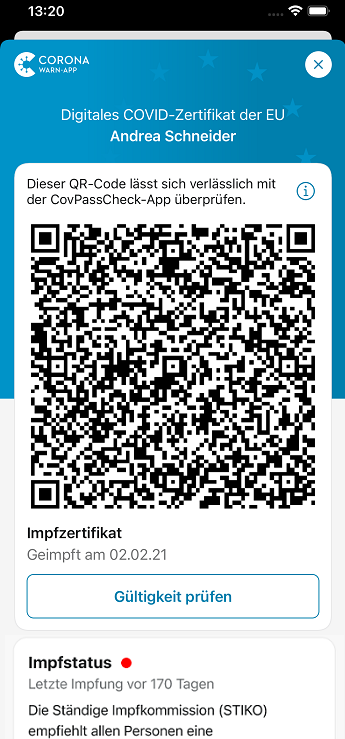 13:20
CORONA
WARN-APP
Digitales COVID-Zertifikat der EU
Andrea Schneider
Dieser QR-Code lässt sich verlässlich mit
der CovPassCheck-App überprüfen.
Impfzertifikat
Geimpft am 02.02.21
Gültigkeit prüfen
Impfstatus
Letzte Impfung vor 170 Tagen
Die Ständige Impfkommission (STIKO)
empfiehlt allen Personen eine